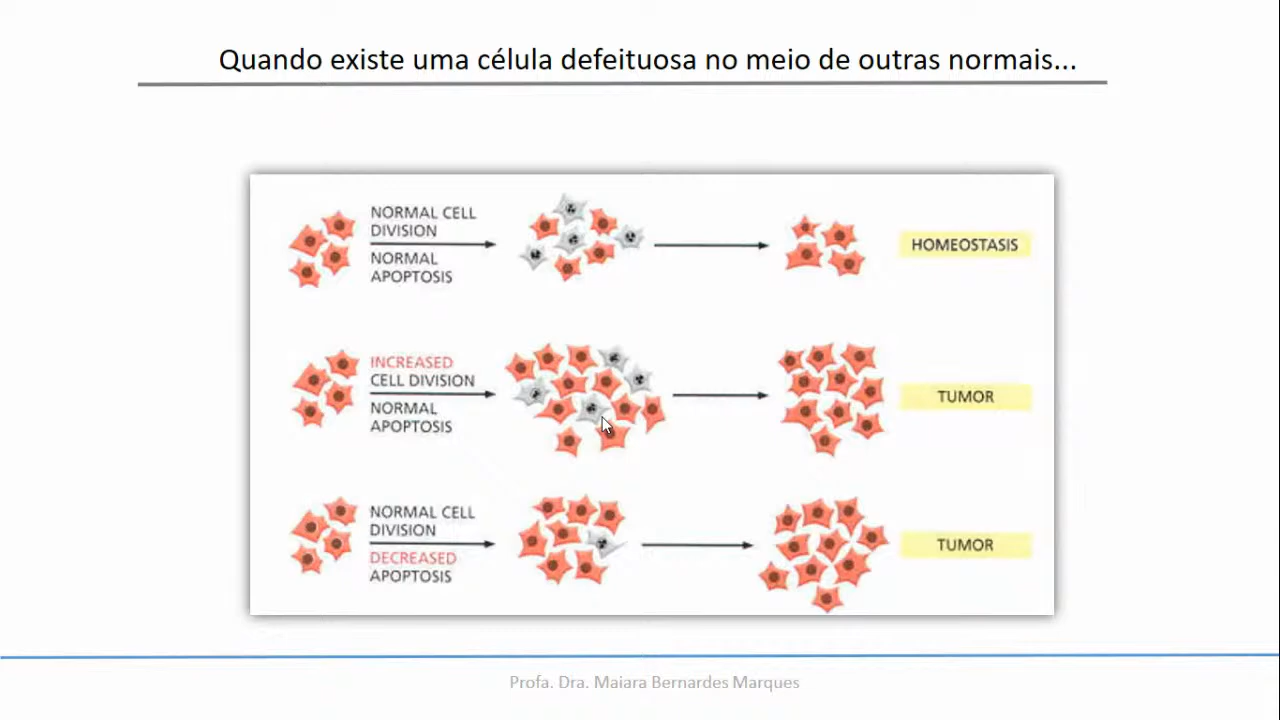 Quando existe uma célula defeituosa no meio de outras normais...
NORMAL CELL
DIVISION
NORMAL
APOPTOSIS
HOMEOSTASIS
INCREASED
CELL DIVISION
NORMAL
APOPTOSIS
TUMOR
NORMAL CELL
DIVISION
DECREASED
APOPTOSIS
TUMOR
Profa. Dra. Maiara Bernardes Marques